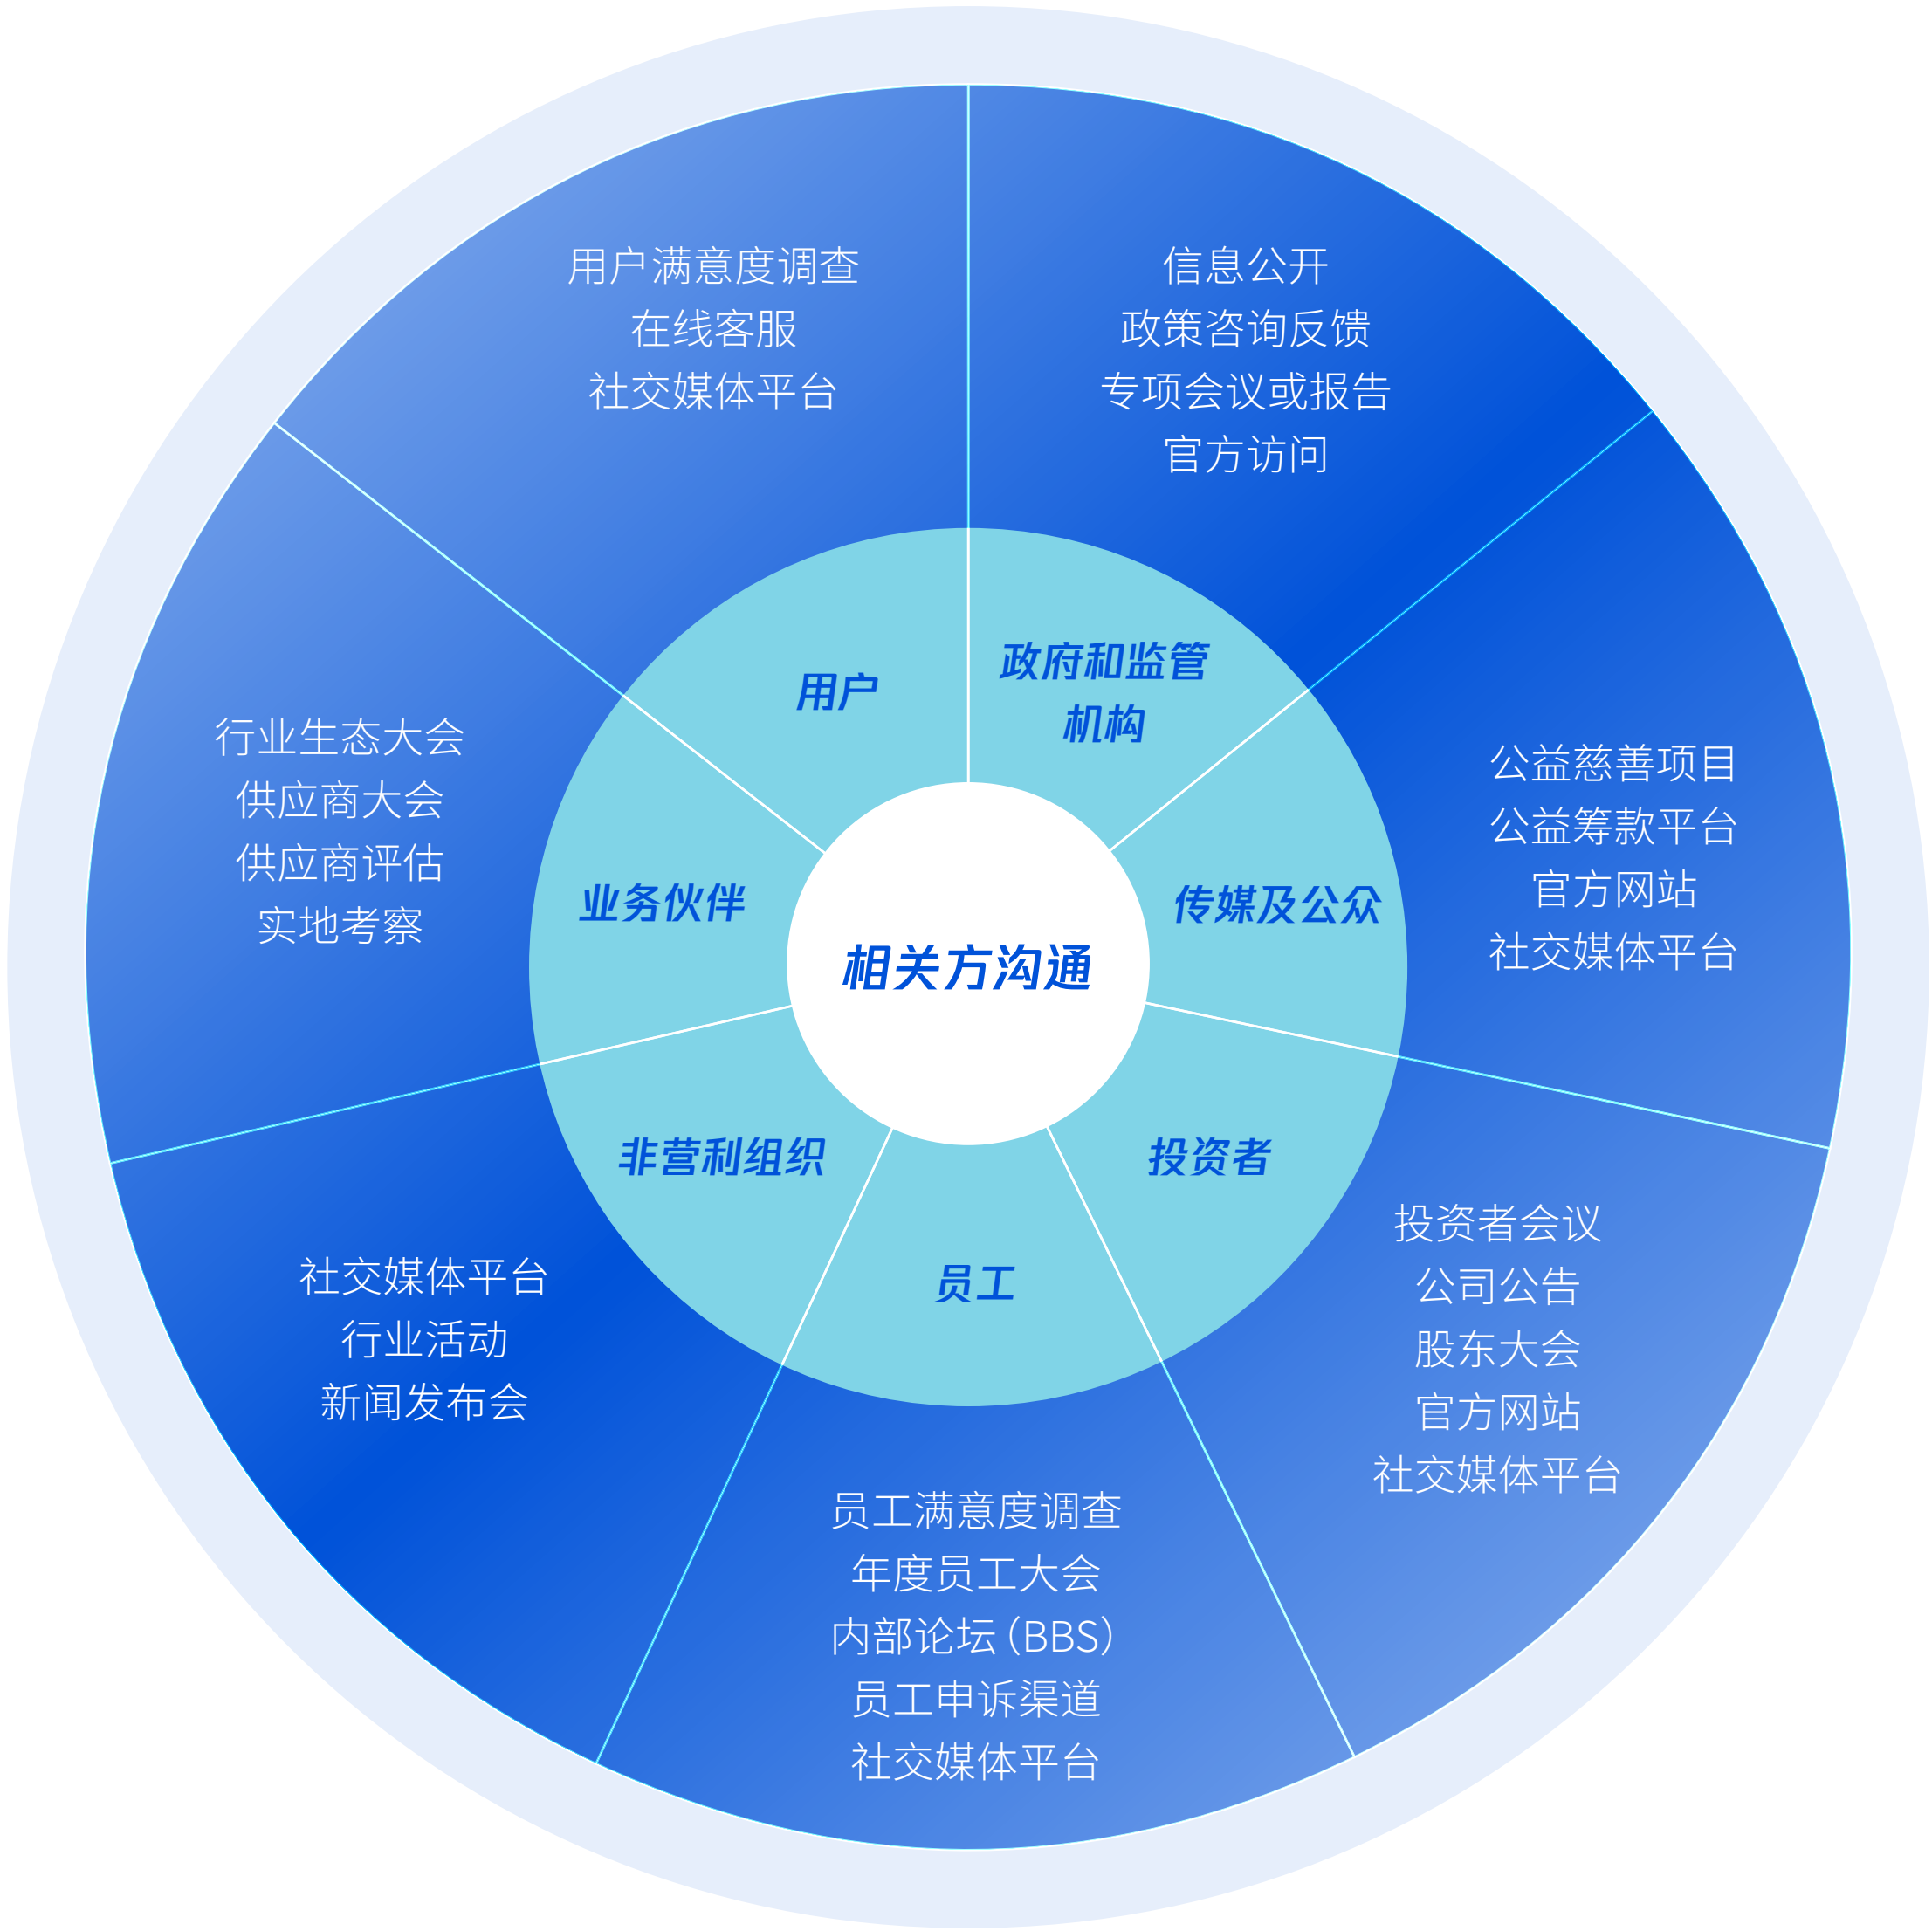 相关方沟通
政府和监管
机构
信息公开
政策咨询反馈
专项会议或报告
官方访问
传媒及公众
公益慈善项目
公益筹款平台
官方网站
社交媒体平台
投资者
投资者会议
公司公告
股东大会
官方网站
社交媒体平台
员工
员工满意度调查
年度员工大会
内部论坛（BBS）
员工申诉渠道
社交媒体平台
非营利组织
社交媒体平台
行业活动
新闻发布会
业务伙伴
行业生态大会
供应商大会
供应商评估
实地考察
用户
用户满意度调查
在线客服
社交媒体平台